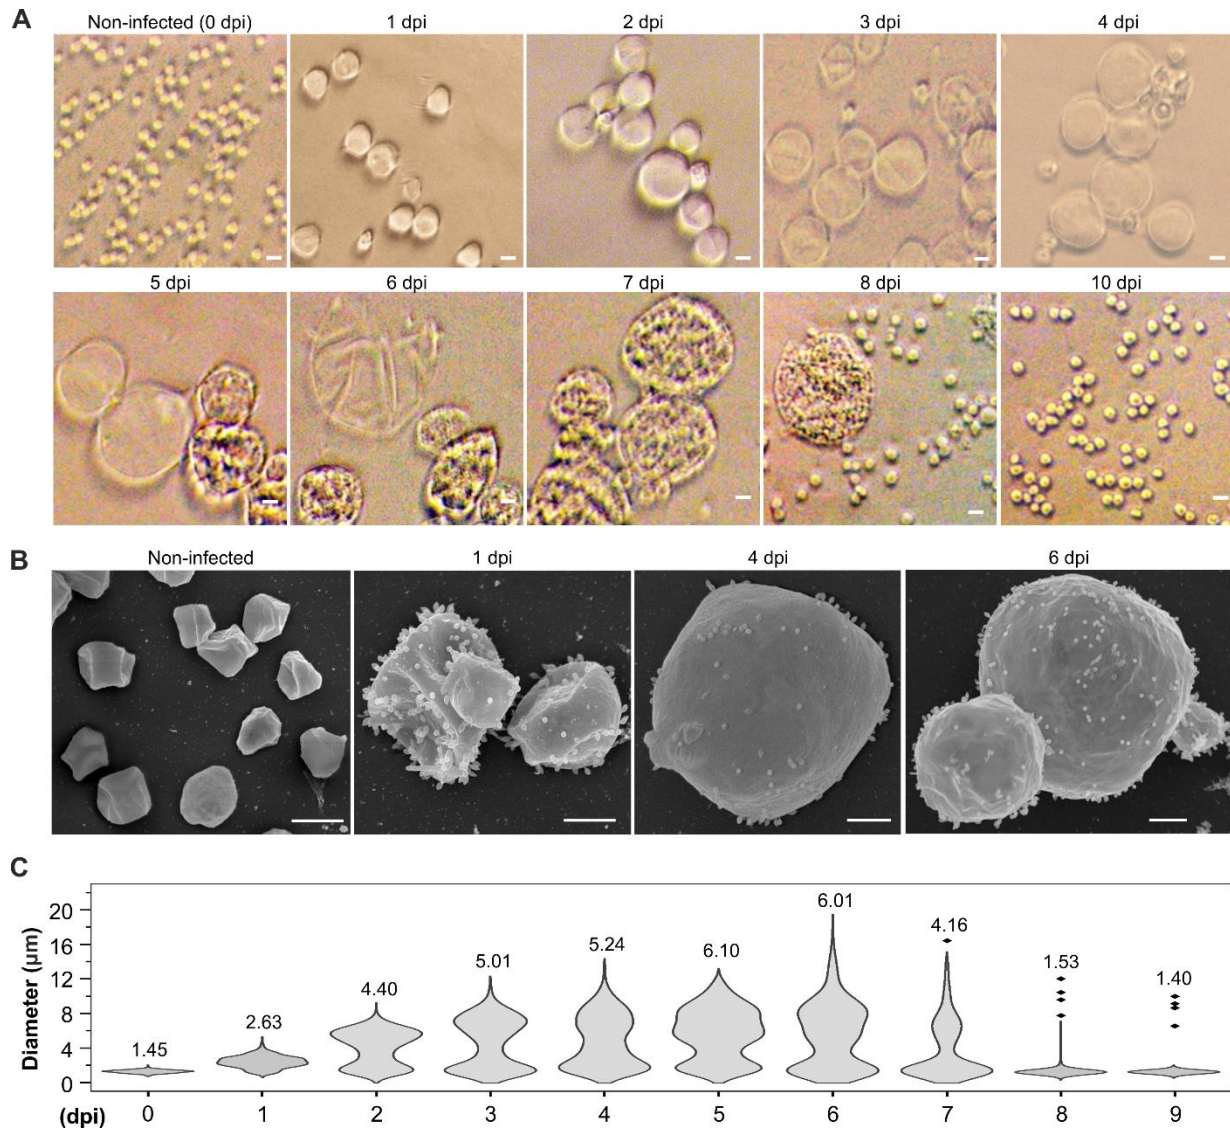 A
Non-infected (0 dpi)
1 dpi
2 dpi
3 dpi
4 dpi
5 dpi
6 dpi
7 dpi
8 dpi
10 dpi
B
Non-infected
1 dpi
4 dpi
6 dpi
C
Diameter (µm)
20
16
12
8
4
0
1.45
2.63
4.40
5.01
5.24
6.10
6.01
4.16
1.53
1.40
(dpi)
0
1
2
3
4
5
6
7
8
9